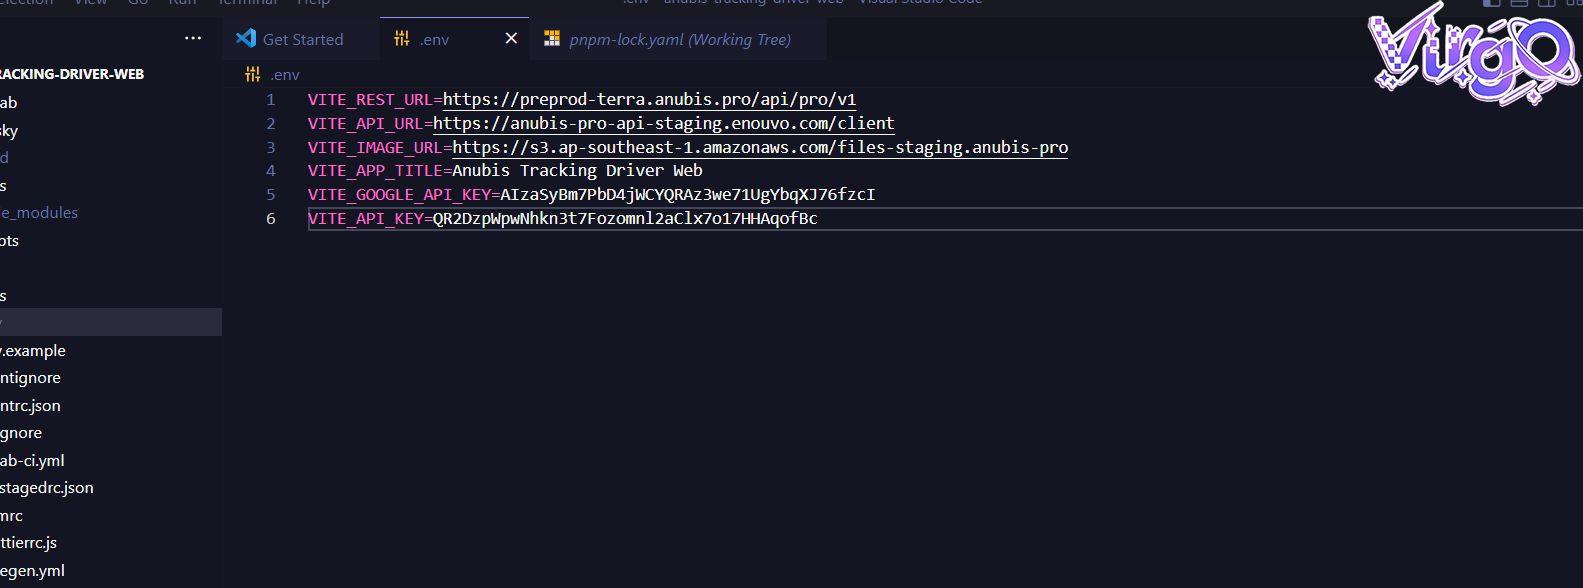 election View Go Run Terminal Help
.env - anubis-tracking-driver-web - Visual Studio Code
Virgo
Get Started
.env
pnpm-lock.yaml (Working Tree)
RACKING-DRIVER-WEB
.env
ab
sky
d
s
le_modules
pts
s
.example
ntignore
ntrc.json
gnore
ab-ci.yml
stagedrc.json
mrc
ttierrc.js
egen.yml
1 VITE_REST_URL=https://preprod-terra.anubis.pro/api/pro/v1
2 VITE_API_URL=https://anubis-pro-api-staging.enouvo.com/client
3 VITE_IMAGE_URL=https://s3.ap-southeast-1.amazonaws.com/files-staging.anubis-pro
4 VITE_APP_TITLE=Anubis Tracking Driver Web
5 VITE_GOOGLE_API_KEY=AIzaSyBm7PbD4jWCYQRAz3we71UgYbqXJ76fzcI
6 VITE_API_KEY=QR2DzpWpwNhkn3t7Fozomnl2aClx7o17HHAqofBc